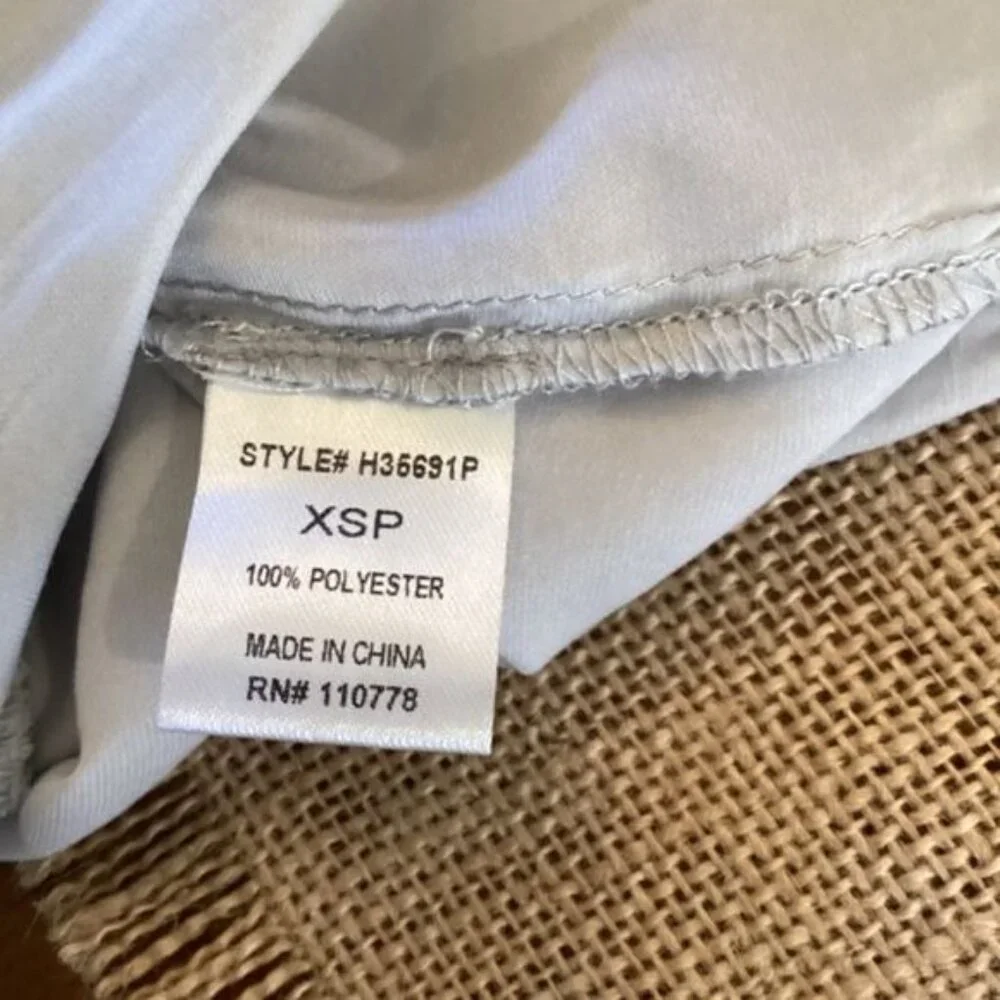 STYLE# H35691P
XSP
100% POLYESTER
MADE IN CHINA
RN# 110778